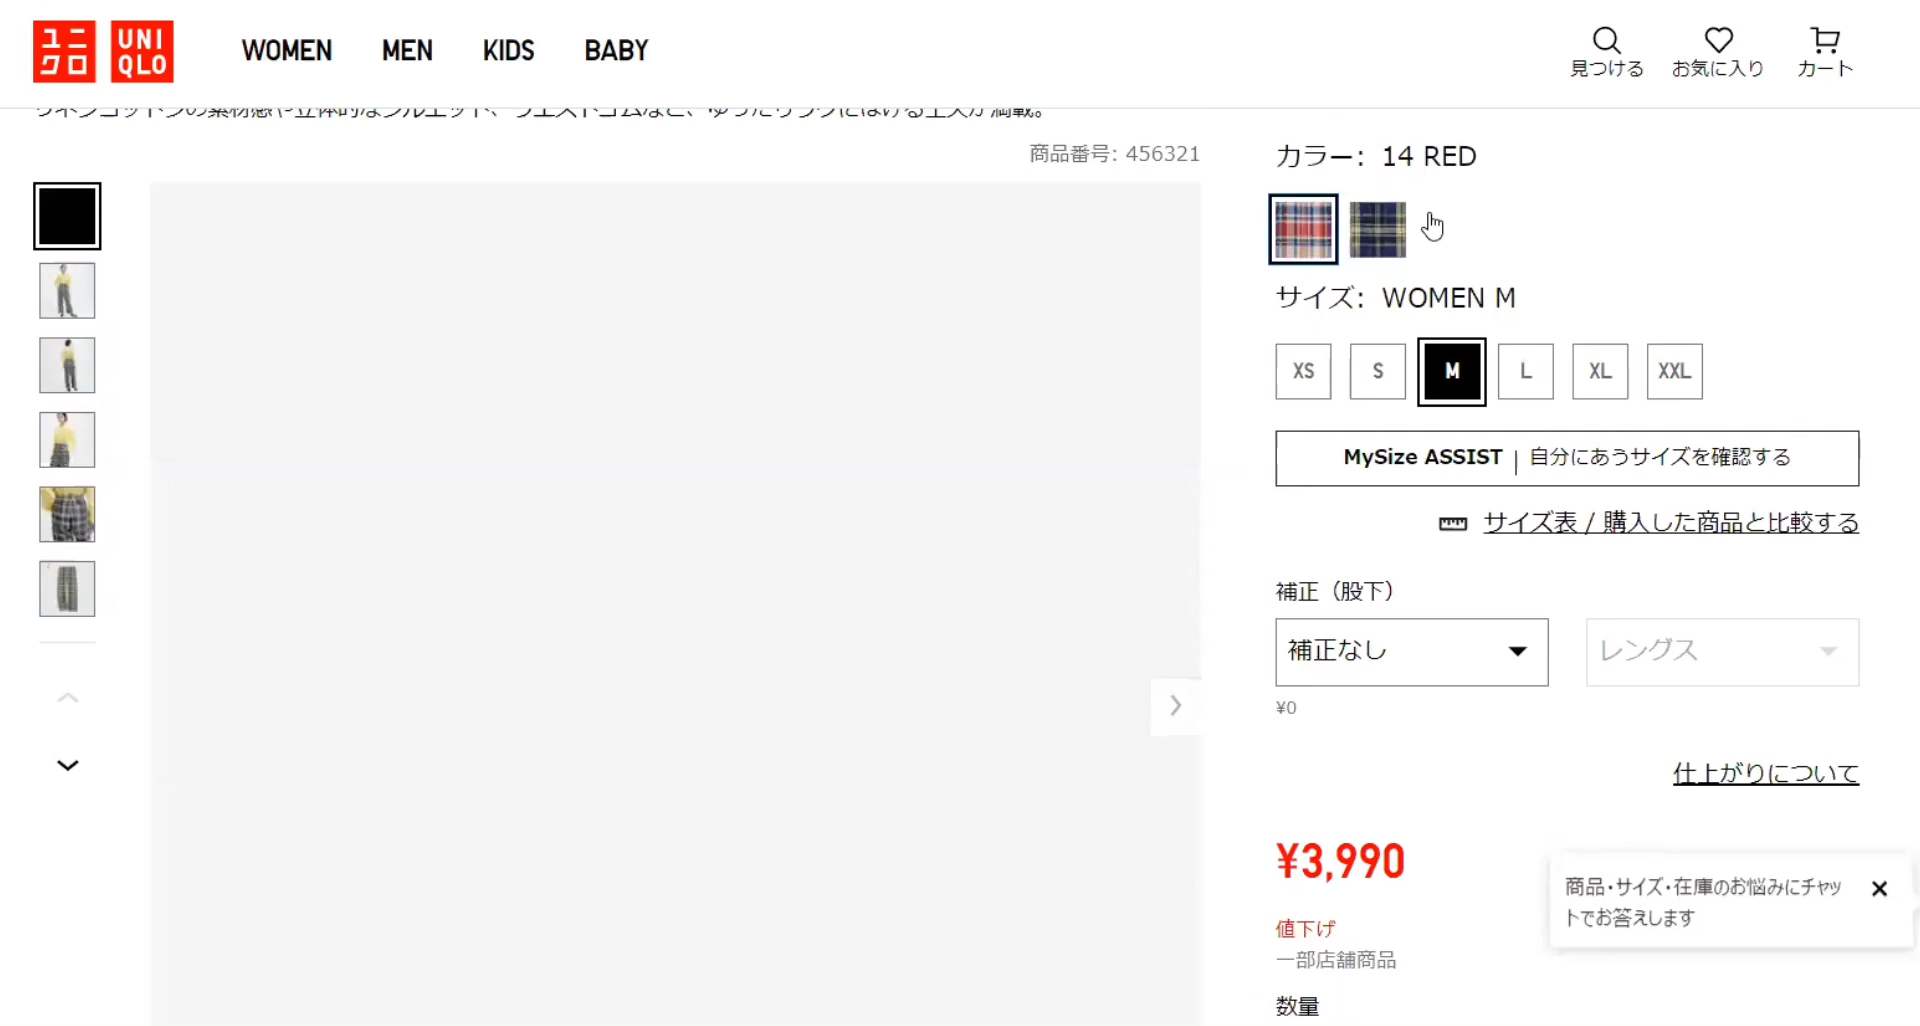 ユニ
クロ
UNI
QLO
WOMEN
MEN
KIDS
BABY
見つける
お気に入り
カート
商品番号: 456321
カラー: 14 RED
サイズ: WOMEN M
XS
S
M
L
XL
XXL
MySize ASSIST | 自分にあうサイズを確認する
サイズ表 / 購入した商品と比較する
補正（股下）
補正なし
レングス
¥0
仕上がりについて
¥3,990
値下げ
一部店舗商品
商品・サイズ・在庫のお悩みにチャッ
トでお答えします
数量